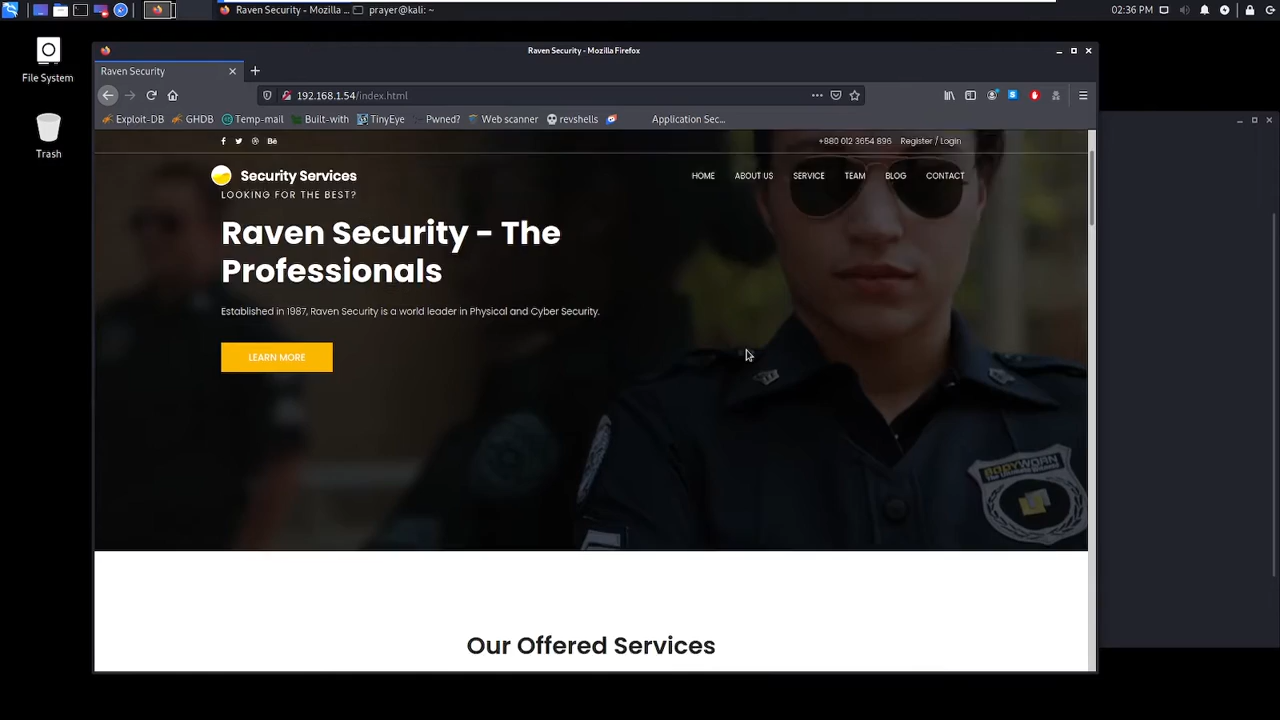 Raven Security - Mozilla ...
prayer@kali: ~
02:36 PM
File System
Trash
Raven Security - Mozilla Firefox
Raven Security
192.168.1.54/index.html
Exploit-DB
GHDB
Temp-mail
Built-with
TinyEye
Pwned?
Web scanner
revshells
Application Sec...
Bē
+880 012 3654 896
Register / Login
Security Services
HOME
ABOUT US
SERVICE
TEAM
BLOG
CONTACT
LOOKING FOR THE BEST?
Raven Security - The
Professionals
Established in 1987, Raven Security is a world leader in Physical and Cyber Security.
LEARN MORE
BODYWORN
Our Offered Services